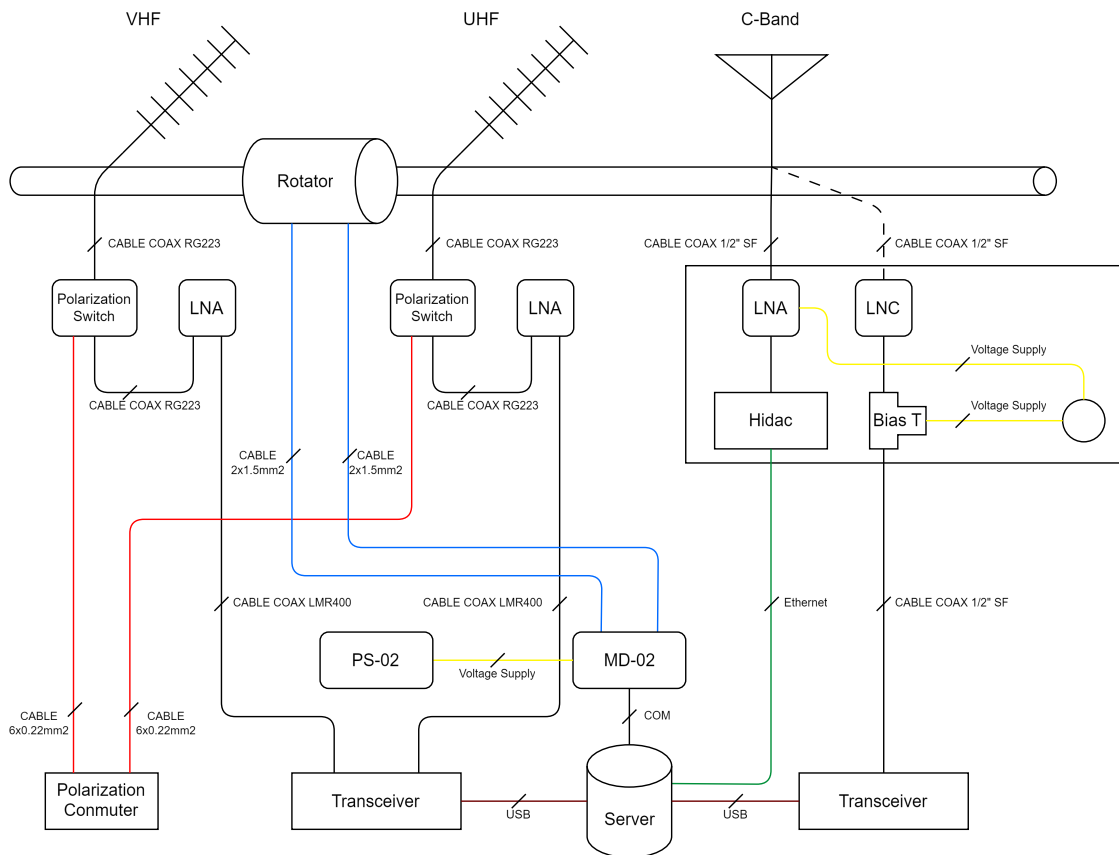 VHF
UHF
C-Band
Rotator
CABLE COAX RG223
CABLE COAX RG223
CABLE COAX 1/2" SF
CABLE COAX 1/2" SF
Polarization
Switch
LNA
Polarization
Switch
LNA
LNA
LNC
Voltage Supply
CABLE COAX RG223
CABLE COAX RG223
Hidac
Bias T
Voltage Supply
CABLE
2x1.5mm2
CABLE
2x1.5mm2
CABLE COAX LMR400
CABLE COAX LMR400
Ethernet
CABLE COAX 1/2" SF
PS-02
Voltage Supply
MD-02
CABLE
6x0.22mm2
CABLE
6x0.22mm2
COM
Polarization
Conmuter
Transceiver
USB
Server
USB
Transceiver